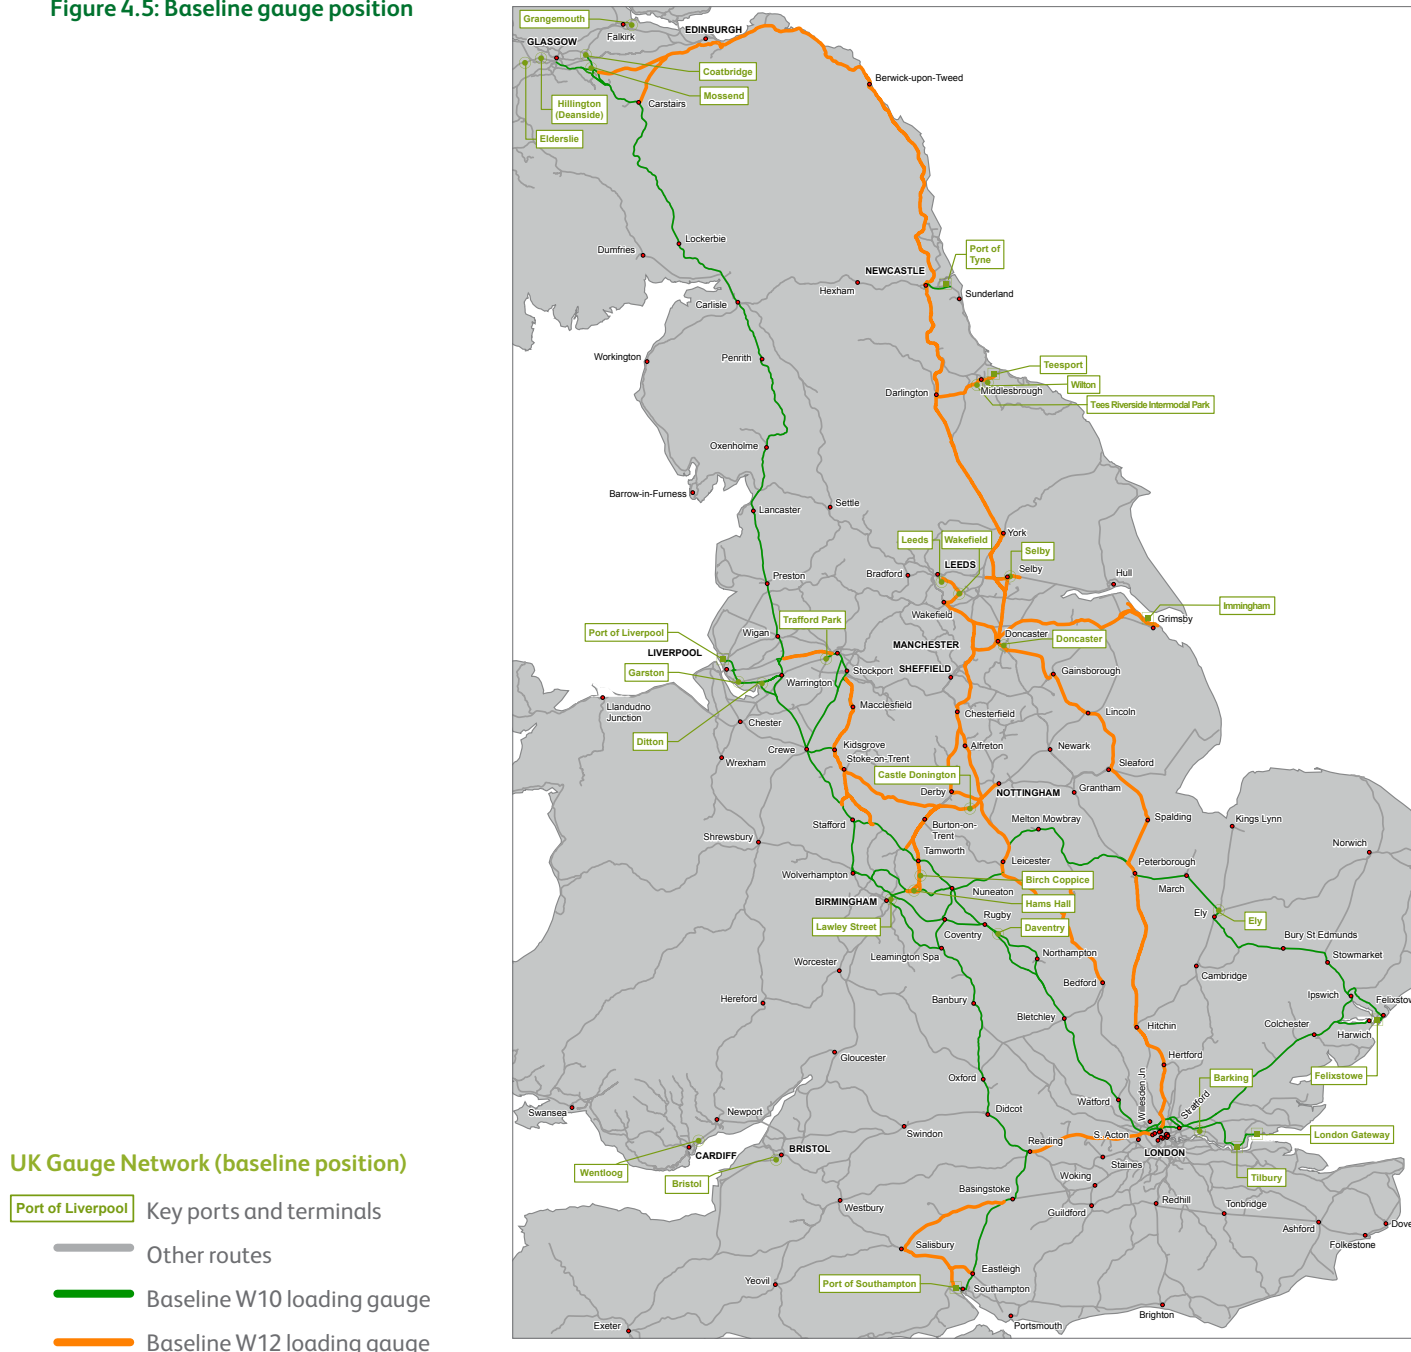 Figure 4.5: Baseline gauge position
Grangemouth
Falkirk
EDINBURGH
GLASGOW
Coatbridge
Mossend
Hillington
(Deanside)
Elderslie
Carstairs
Berwick-upon-Tweed
Lockerbie
Dumfries
NEWCASTLE
Port of
Tyne
Hexham
Sunderland
Carlisle
Workington
Penrith
Teesport
Wilton
Middlesbrough
Tees Riverside Intermodal Park
Darlington
Oxenholme
Barrow-in-Furness
Lancaster
Settle
York
Leeds
Wakefield
Selby
LEEDS
Bradford
Selby
Hull
Preston
Wakefield
Immingham
Grimsby
Trafford Park
Port of Liverpool
Wigan
MANCHESTER
Doncaster
Doncaster
LIVERPOOL
Stockport
SHEFFIELD
Gainsborough
Garston
Warrington
Llandudno
Junction
Macclesfield
Chesterfield
Lincoln
Chester
Ditton
Crewe
Kidsgrove
Alfreton
Newark
Wrexham
Stoke-on-Trent
Sleaford
Castle Donington
Derby
NOTTINGHAM
Grantham
Stafford
Burton-on-
Trent
Melton Mowbray
Spalding
Kings Lynn
Shrewsbury
Norwich
Tamworth
Leicester
Peterborough
Wolverhampton
Birch Coppice
March
Nuneaton
BIRMINGHAM
Hams Hall
Rugby
Ely
Ely
Lawley Street
Daventry
Coventry
Bury St Edmunds
Leamington Spa
Northampton
Stowmarket
Worcester
Cambridge
Bedford
Hereford
Banbury
Ipswich
Felixstow
Bletchley
Hitchin
Colchester
Harwich
Gloucester
Hertford
Oxford
Willesden Jn
Barking
Felixstowe
Swansea
Newport
Didcot
Watford
Stratford
Swindon
Reading
S. Acton
London Gateway
BRISTOL
CARDIFF
LONDON
Staines
Wentloog
Bristol
Woking
Tilbury
Basingstoke
Westbury
Guildford
Redhill
Tonbridge
Ashford
Dove
Folkestone
Salisbury
Eastleigh
Yeovil
Port of Southampton
Southampton
Brighton
Exeter
Portsmouth
UK Gauge Network (baseline position)
Port of Liverpool Key ports and terminals
Other routes
Baseline W10 loading gauge
Baseline W12 loading gauge